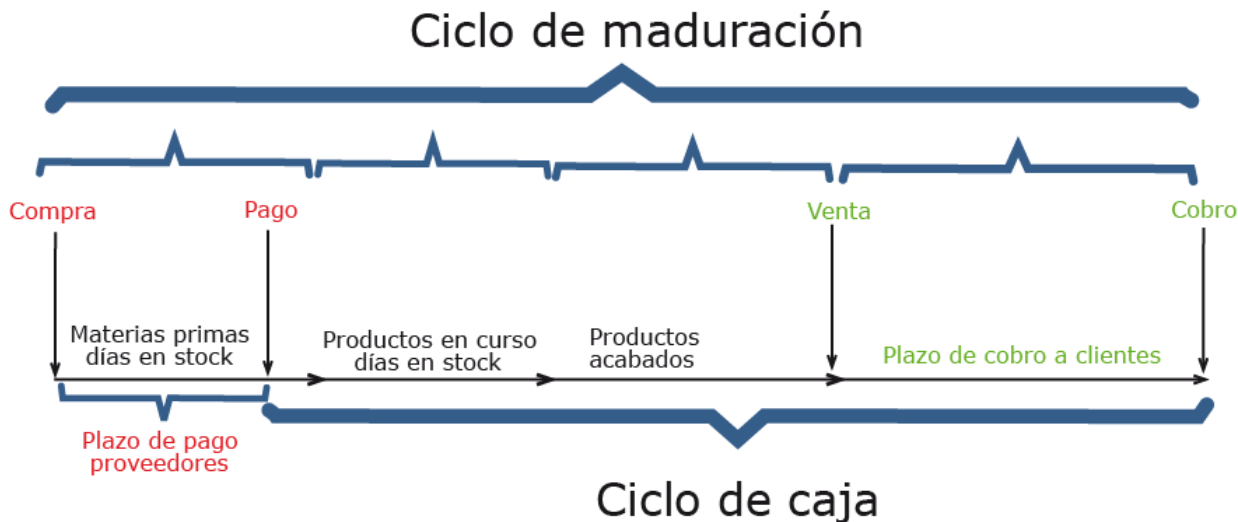 Ciclo de maduración
Compra
Pago
Venta
Cobro
Materias primas
días en stock
Productos en curso
días en stock
Productos
acabados
Plazo de cobro a clientes
Plazo de pago
proveedores
Ciclo de caja